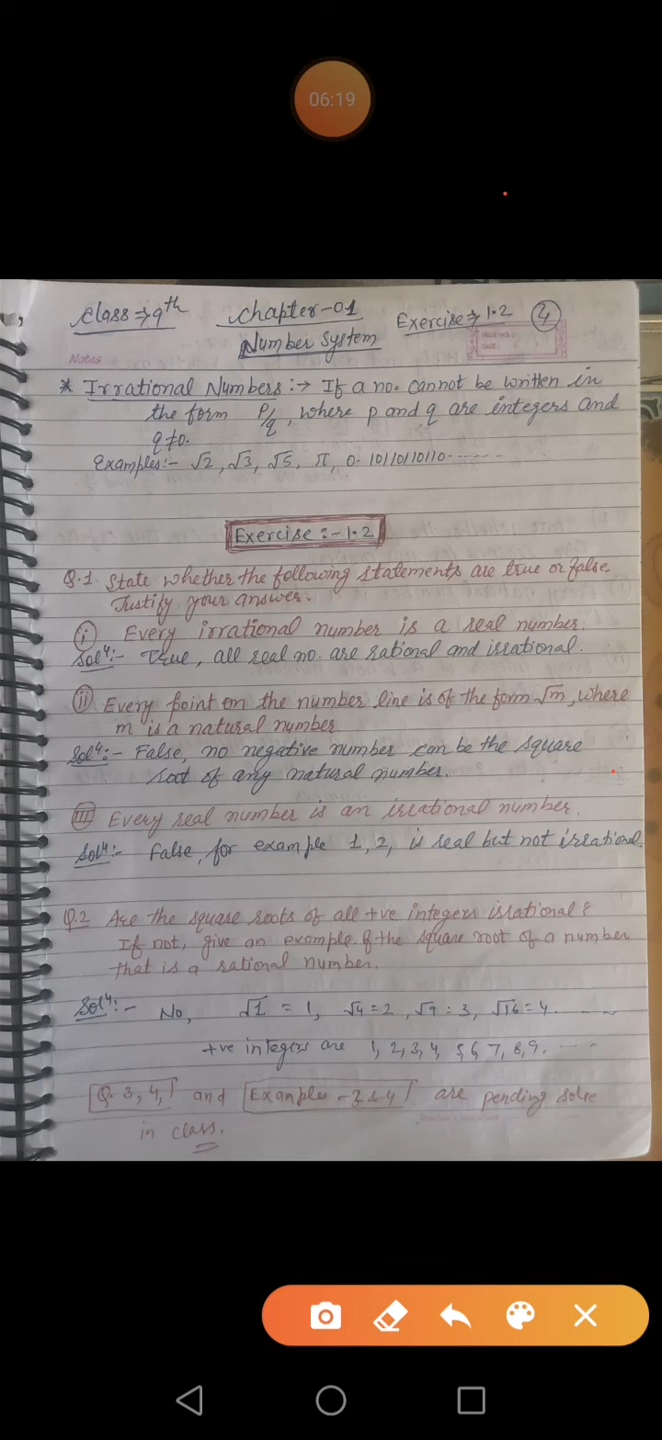 06:19
Class → 9th Chapter-01 Exercise → 1.2 4
Number System
Notes
* Irrational Numbers :→ If a no. cannot be written in
the form P/q, where p and q are integers and
q≠0.
Examples:- √2, √3, √5, π, 0.10110110110.------
Exercise :- 1.2
Q.1. State whether the following statements are true or false.
Justify your answer.
(i) Every irrational number is a real number.
Solⁿ:- True, all real no. are rational and irrational.
(ii) Every point on the number line is of the form √m, where
m is a natural number.
Solⁿ:- False, no negative number can be the square
root of any natural number.
(iii) Every real number is an irrational number.
Solⁿ:- False, for example 1, 2, is real but not irrational.
Q.2 Are the square roots of all +ve integers irrational?
If not, give an example of the square root of a number
that is a rational number.
Solⁿ:- No, √1 = 1, √4 = 2, √9 = 3, √16 = 4. ------
+ve integers are 1, 2, 3, 4, 5, 6, 7, 8, 9. ----
Q. 3, 4, and Examples - 3 & 4 are pending solve
in class.